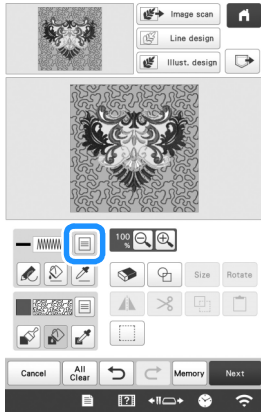 Image scan
Line design
Illust. design
100 %
Size Rotate
Cancel All Clear Memory Next